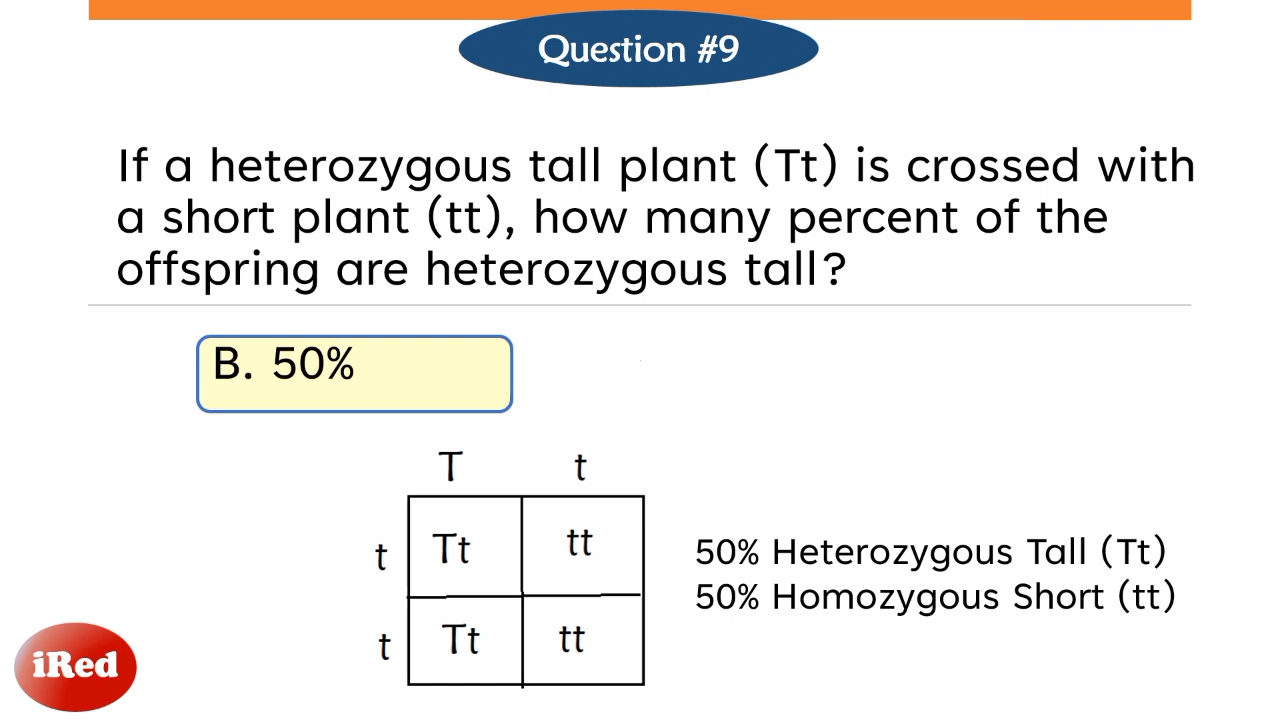 Question #9
If a heterozygous tall plant (Tt) is crossed with
a short plant (tt), how many percent of the
offspring are heterozygous tall?
B. 50%
T t
t Tt tt
t Tt tt
50% Heterozygous Tall (Tt)
50% Homozygous Short (tt)
iRed